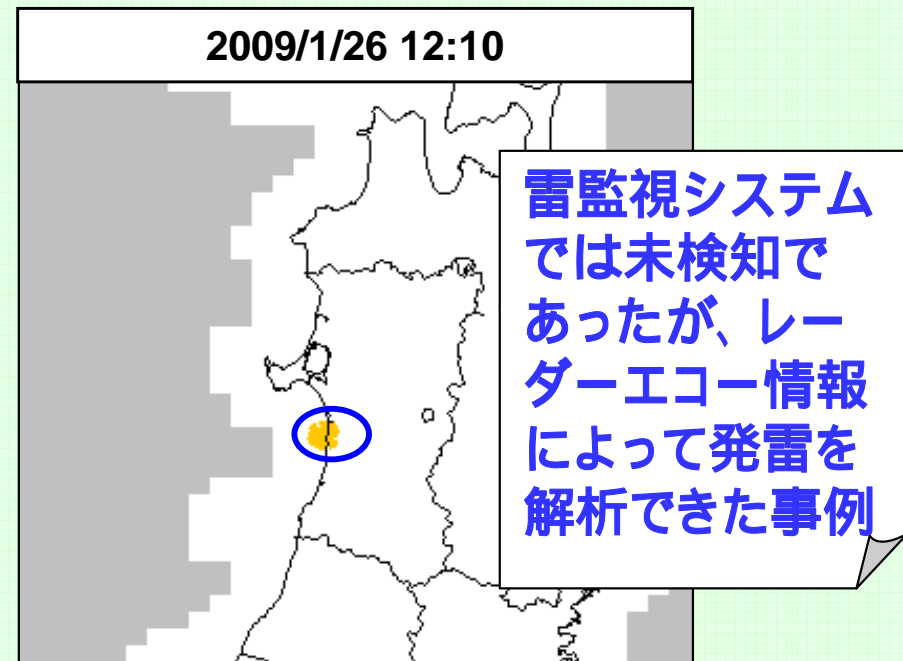 2009/1/26 12:10
雷監視システム
では未検知で
あったが、レー
ダーエコー情報
によって発雷を
解析できた事例